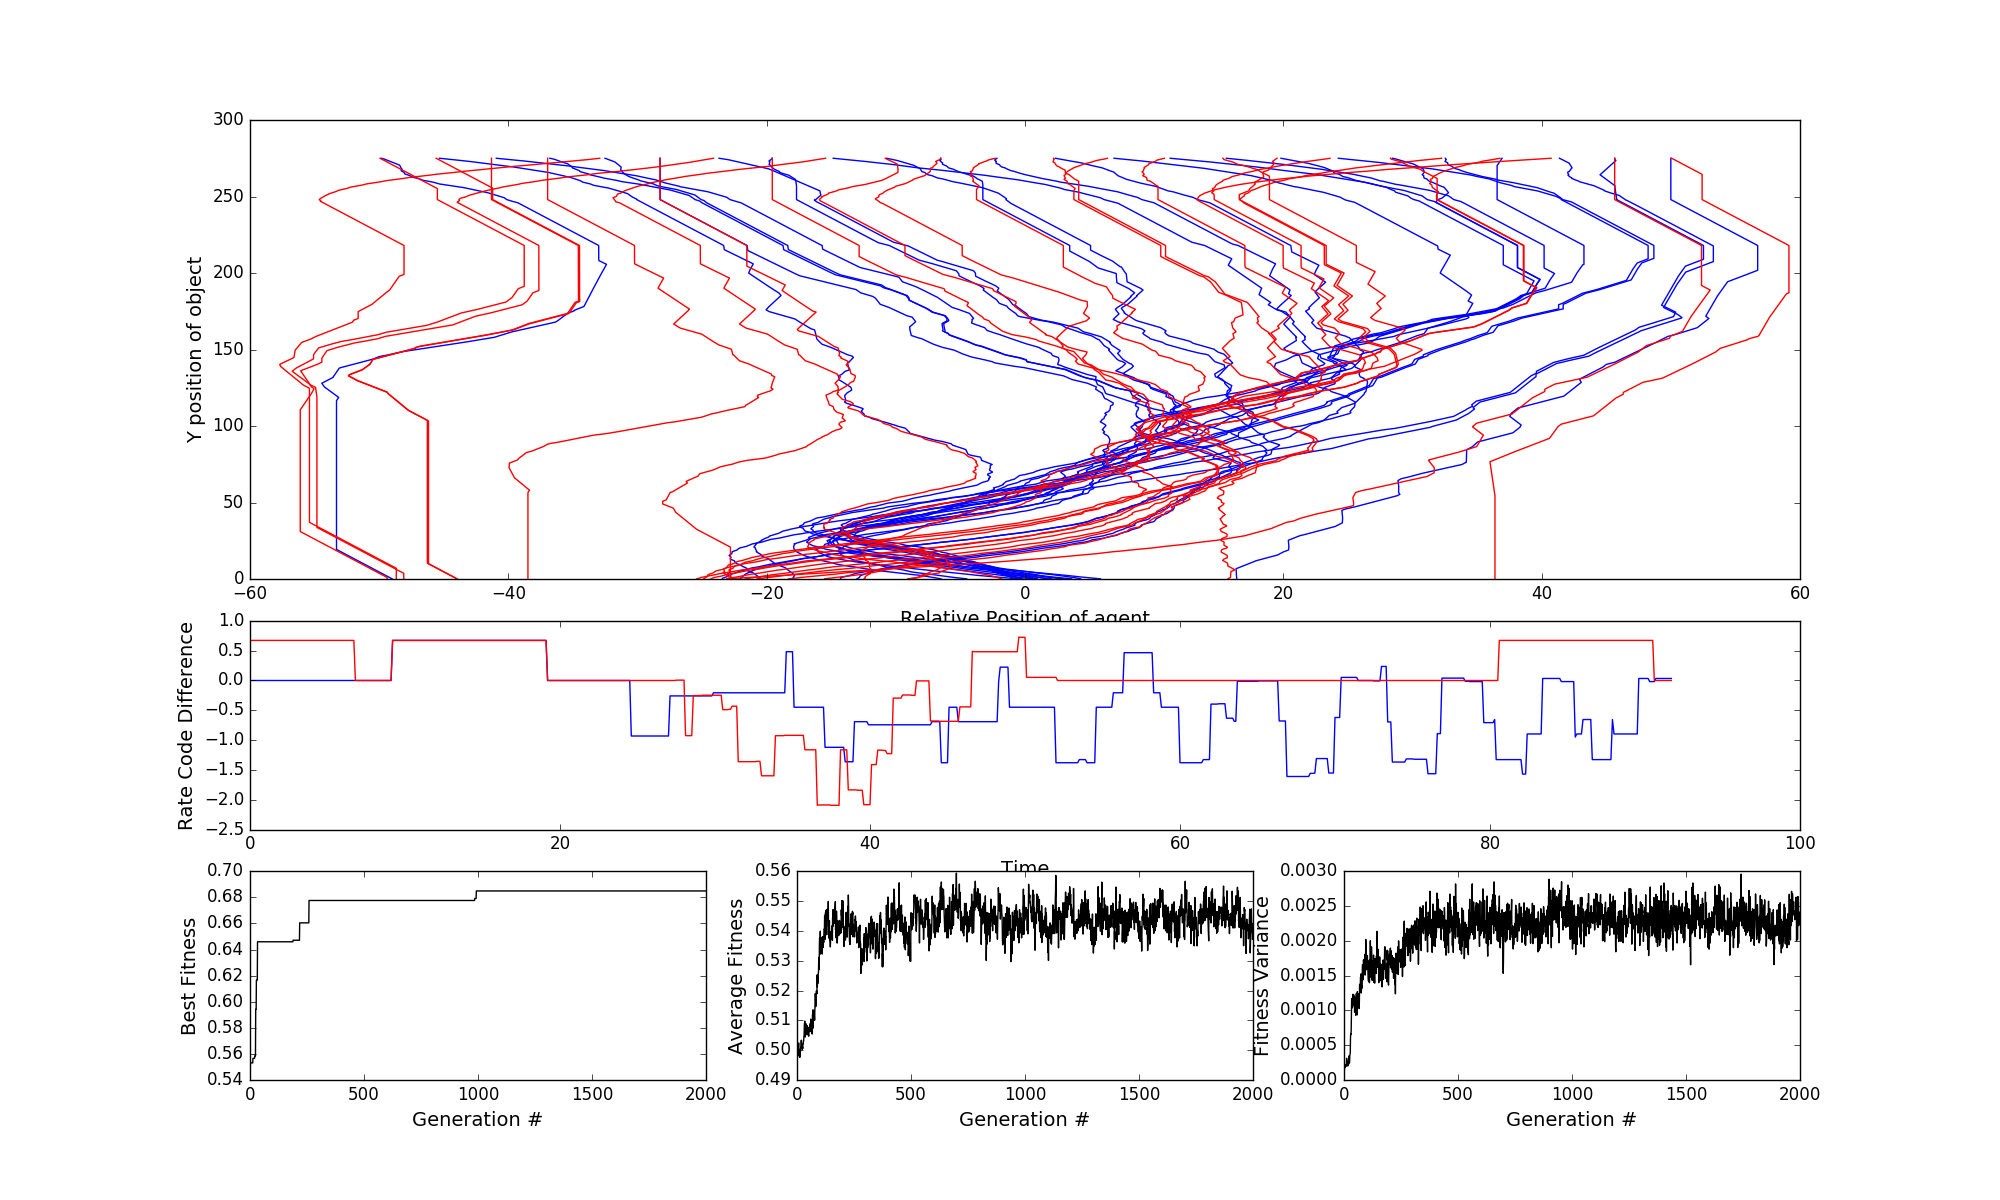 300
250
200
150
100
50
0
Y position of object
−60 −40 −20 0 20 40 60
Relative Position of agent
1.0
0.5
0.0
−0.5
−1.0
−1.5
−2.0
−2.5
Rate Code Difference
0 20 40 60 80 100
Time
0.70
0.68
0.66
0.64
0.62
0.60
0.58
0.56
0.54
Best Fitness
0 500 1000 1500 2000
Generation #
0.56
0.55
0.54
0.53
0.52
0.51
0.50
0.49
Average Fitness
0 500 1000 1500 2000
Generation #
0.0030
0.0025
0.0020
0.0015
0.0010
0.0005
0.0000
Fitness Variance
0 500 1000 1500 2000
Generation #